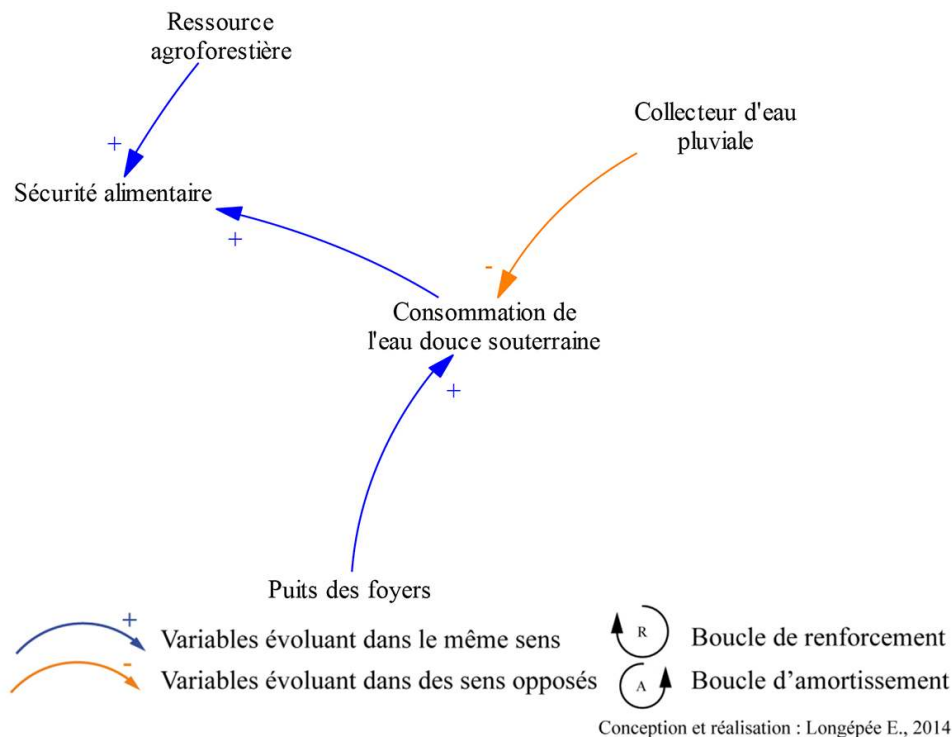 Ressource
agroforestière
Collecteur d'eau
pluviale
+
Sécurité alimentaire
+
-
Consommation de
l'eau douce souterraine
+
Puits des foyers
+
Variables évoluant dans le même sens
R
Boucle de renforcement
-
Variables évoluant dans des sens opposés
A
Boucle d’amortissement
Conception et réalisation : Longépée E., 2014